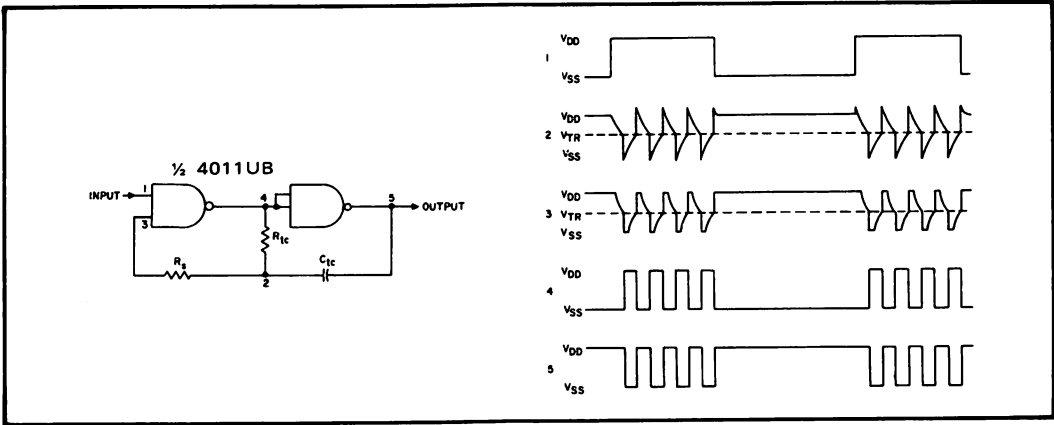 ½ 4011UB
INPUT
1
3
4
5
OUTPUT
Rtc
Rs
Ctc
2
VDD
1
VSS
VDD
2 VTR
VSS
VDD
3 VTR
VSS
VDD
4
VSS
VDD
5
VSS